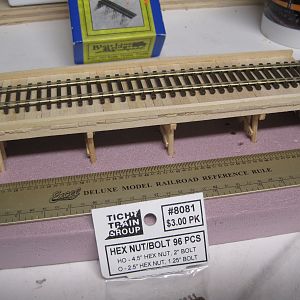 Excel DELUXE MODEL RAILROAD REFERENCE RULE
TICHY
TRAIN
GROUP
#8081
$3.00 PK
HEX NUT/BOLT 96 PCS
HO - 4.5" HEX NUT, 2" BOLT
O - 2.5" HEX NUT, 1.25" BOLT